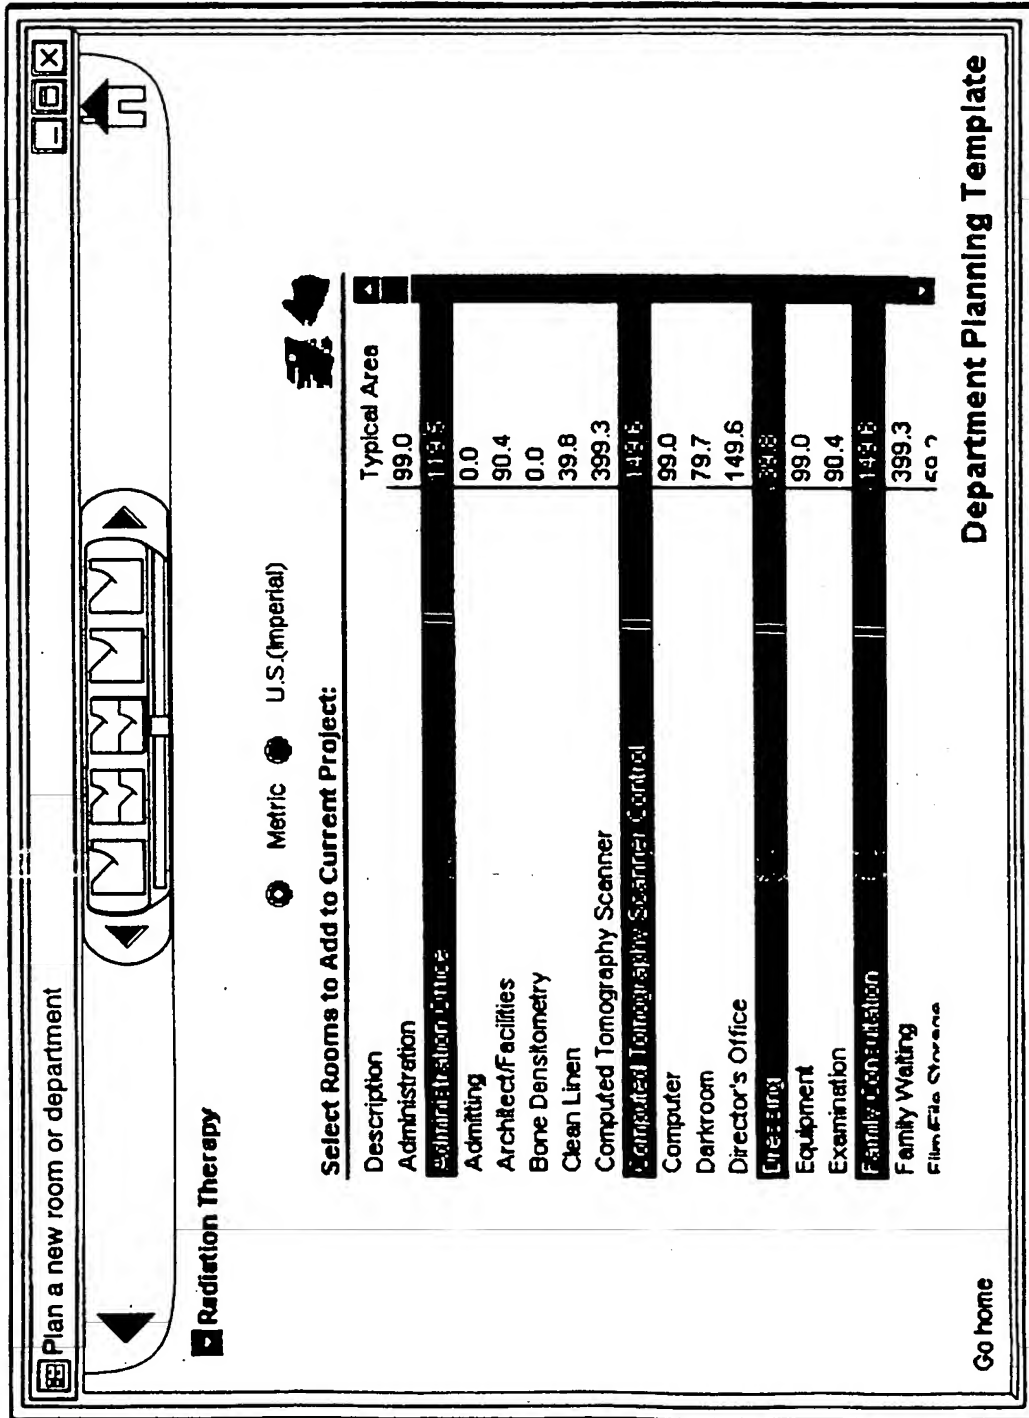 Plan a new room or department
Radiation Therapy
Metric U.S.(Imperial)
Select Rooms to Add to Current Project:
Description Typical Area
Administration 99.0
Administration Office 119.5
Admitting 0.0
Architect/Facilities 90.4
Bone Densitometry 0.0
Clean Linen 39.8
Computed Tomography Scanner 399.3
Computed Tomography Scanner Control 149.6
Computer 99.0
Darkroom 79.7
Director's Office 149.6
Dressing 39.8
Equipment 99.0
Examination 90.4
Family Consultation 149.6
Family Waiting 399.3
Film/File Storage
Go home
Department Planning Template